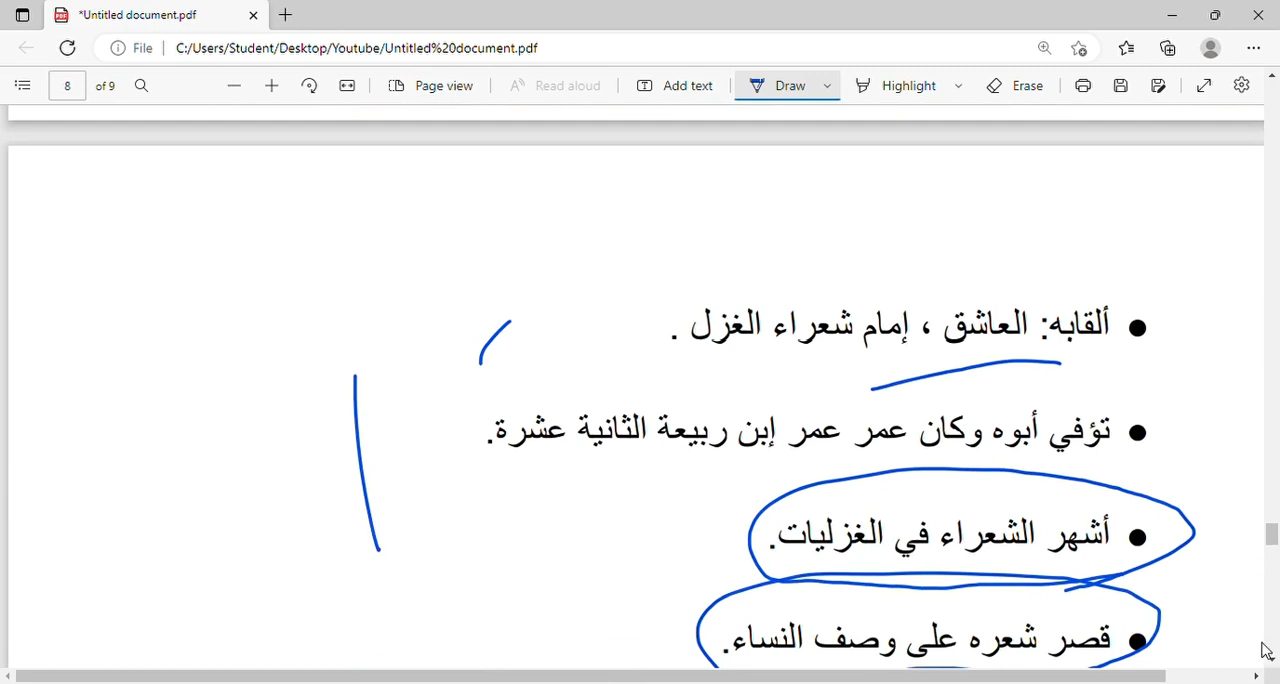 *Untitled document.pdf
File
C:/Users/Student/Desktop/Youtube/Untitled%20document.pdf
8 of 9
Page view
Read aloud
Add text
Draw
Highlight
Erase
ألقابه: العاشق ، إمام شعراء الغزل .
تؤفي أبوه وكان عمر عمر إبن ربيعة الثانية عشرة.
أشهر الشعراء في الغزليات.
قصر شعره على وصف النساء.